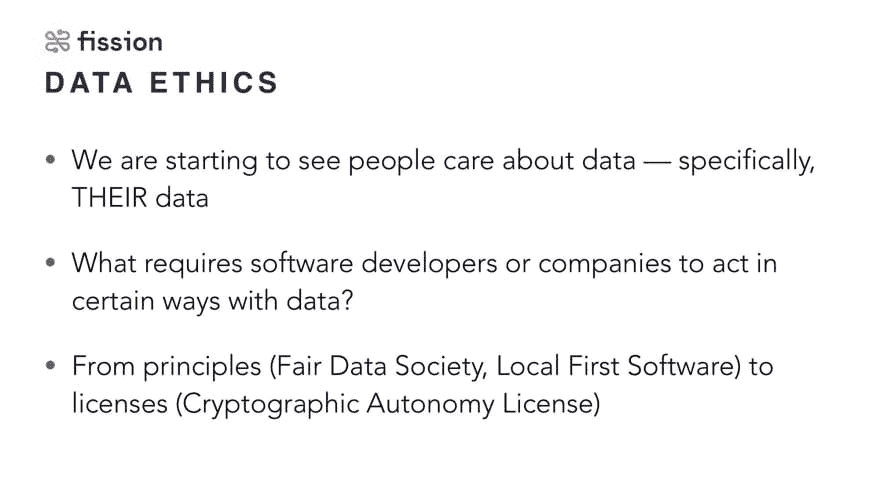 fission
DATA ETHICS
• We are starting to see people care about data — specifically,
THEIR data
• What requires software developers or companies to act in
certain ways with data?
• From principles (Fair Data Society, Local First Software) to
licenses (Cryptographic Autonomy License)